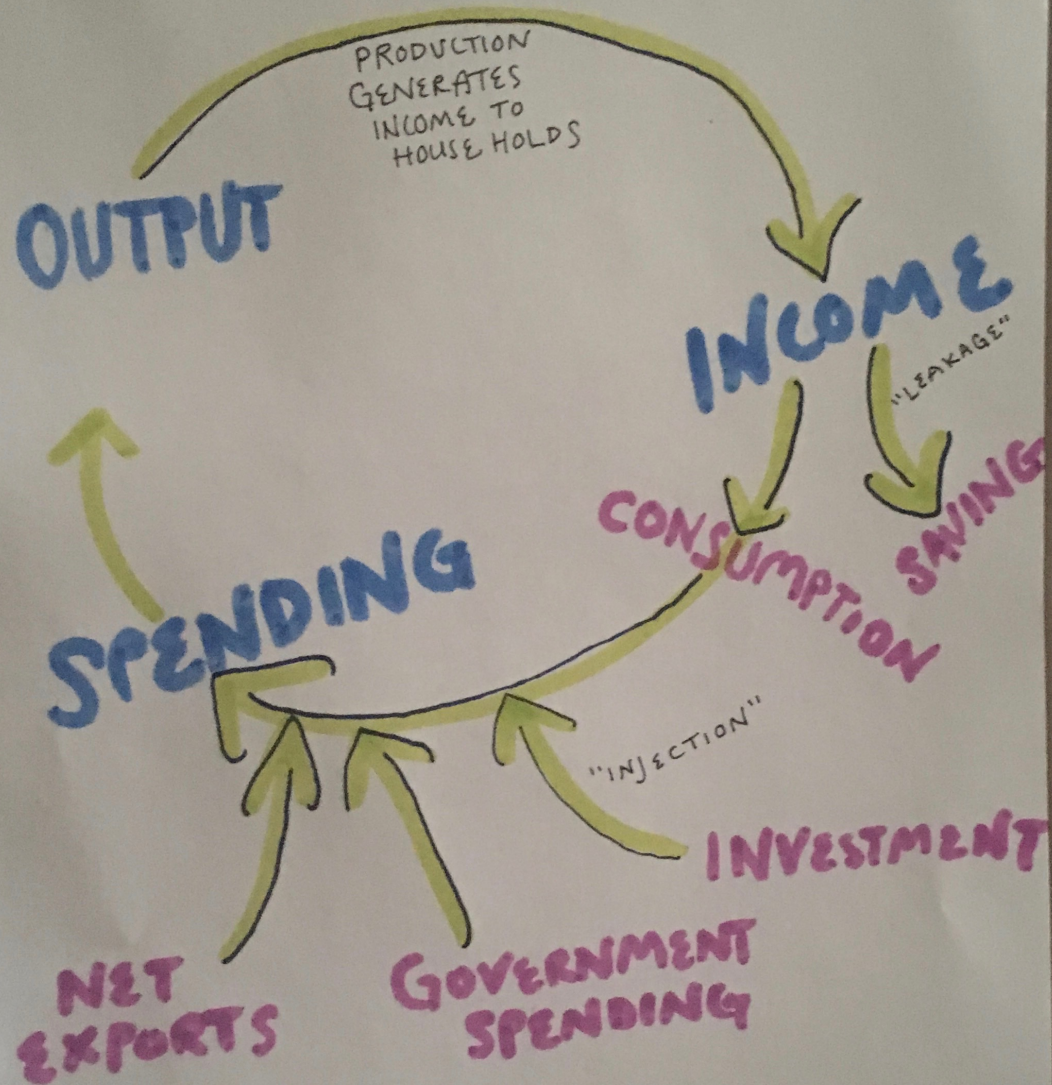 PRODUCTION
GENERATES
INCOME TO
HOUSE HOLDS
OUTPUT
INCOME
"LEAKAGE"
SAVING
CONSUMPTION
SPENDING
"INJECTION"
INVESTMENT
GOVERNMENT
SPENDING
NET
EXPORTS